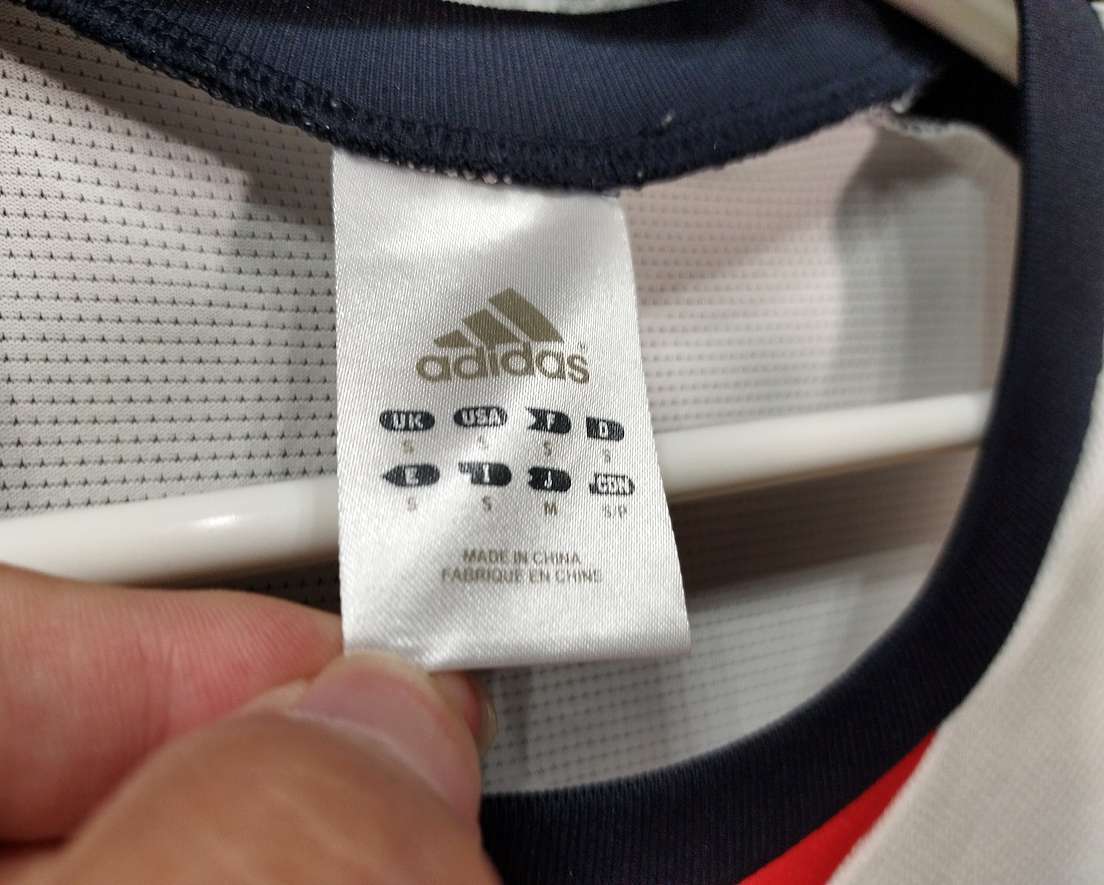 adidas
UK USA F D
S S S S
E I J CDN
S S M S/P
MADE IN CHINA
FABRIQUE EN CHINE